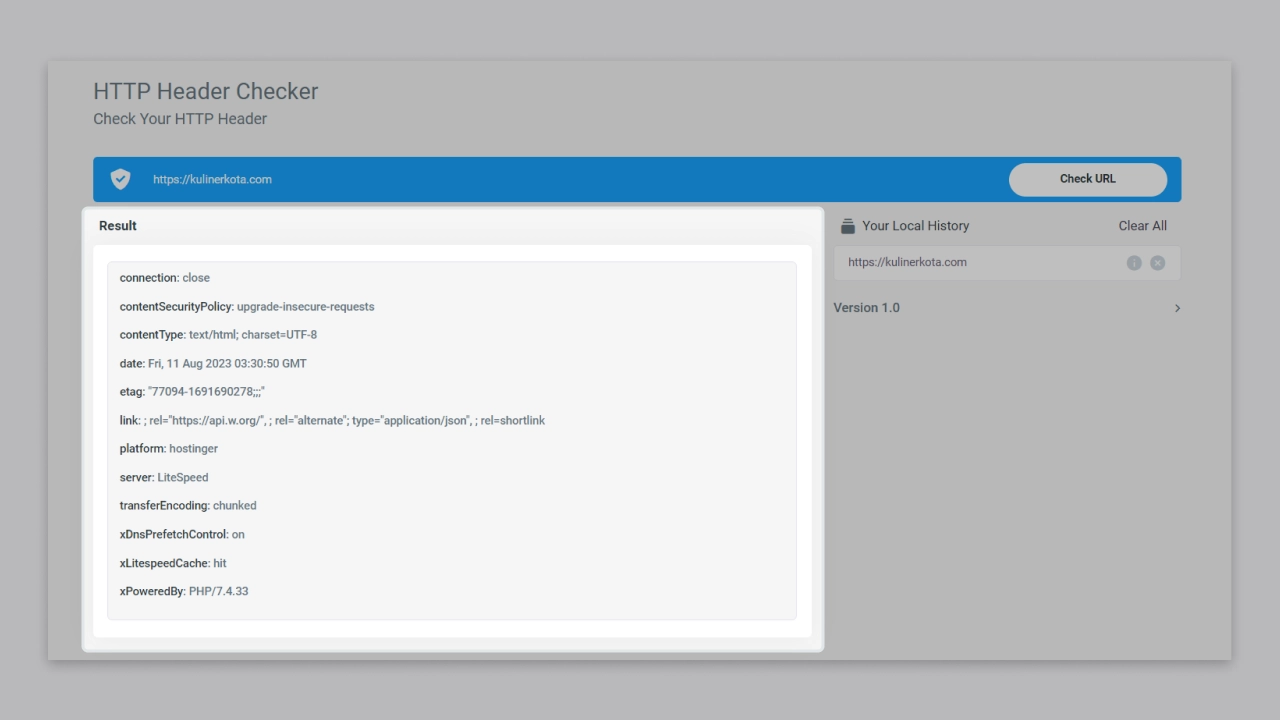 HTTP Header Checker
Check Your HTTP Header
https://kulinerkota.com
Check URL
Result
connection: close
contentSecurityPolicy: upgrade-insecure-requests
contentType: text/html; charset=UTF-8
date: Fri, 11 Aug 2023 03:30:50 GMT
etag: "77094-1691690278;;;"
link: ; rel="https://api.w.org/", ; rel="alternate"; type="application/json", ; rel=shortlink
platform: hostinger
server: LiteSpeed
transferEncoding: chunked
xDnsPrefetchControl: on
xLitespeedCache: hit
xPoweredBy: PHP/7.4.33
Your Local History
Clear All
https://kulinerkota.com
Version 1.0